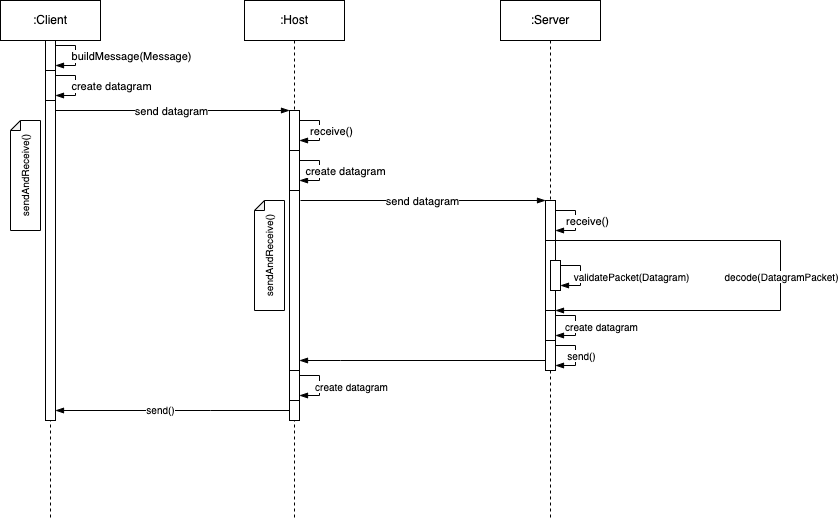 :Client
:Host
:Server
buildMessage(Message)
create datagram
send datagram
sendAndReceive()
receive()
create datagram
send datagram
sendAndReceive()
receive()
validatePacket(Datagram)
decode(DatagramPacket)
create datagram
send()
create datagram
send()